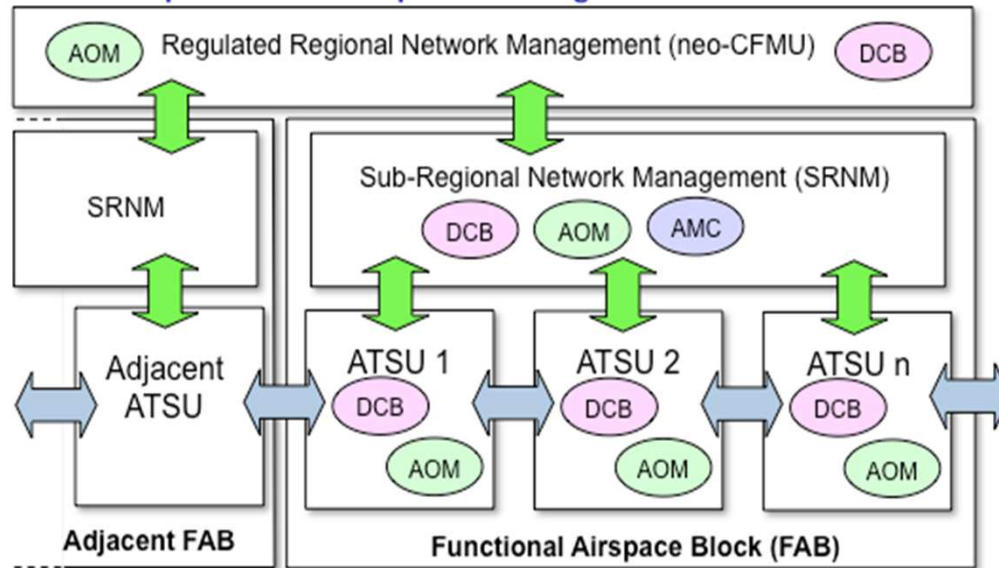 AOM
Regulated Regional Network Management (neo-CFMU)
DCB
SRNM
Sub-Regional Network Management (SRNM)
DCB
AOM
AMC
Adjacent
ATSU
ATSU 1
DCB
AOM
ATSU 2
DCB
AOM
ATSU n
DCB
AOM
Adjacent FAB
Functional Airspace Block (FAB)